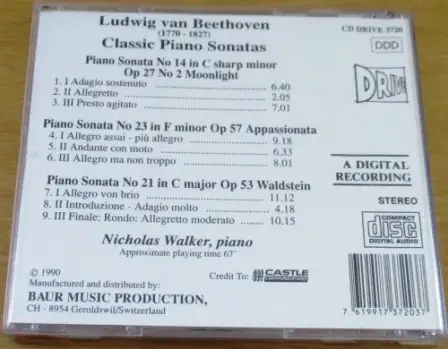 Ludwig van Beethoven
(1770 - 1827)
Classic Piano Sonatas
CD DRIVE 3720
DDD
DRIVE
Piano Sonata No 14 in C sharp minor
Op 27 No 2 Moonlight
1. I Adagio sostenuto 6.40
2. II Allegretto 2.05
3. III Presto agitato 7.01
Piano Sonata No 23 in F minor Op 57 Appassionata
4. I Allegro assai - più allegro 9.18
5. II Andante con moto 6.33
6. III Allegro ma non troppo 8.01
Piano Sonata No 21 in C major Op 53 Waldstein
7. I Allegro von brio 11.12
8. II Introduzione - Adagio molto 4,18
9. III Finale: Rondo: Allegretto moderato 10,15
A DIGITAL
RECORDING
STEREO
COMPACT
disc
DIGITAL AUDIO
Nicholas Walker, piano
Approximate playing time 67'
© 1990
Manufactured and distributed by:
BAUR MUSIC PRODUCTION,
CH - 8954 Geroldswil/Switzerland
Credit To: CASTLE
7 619917 372037